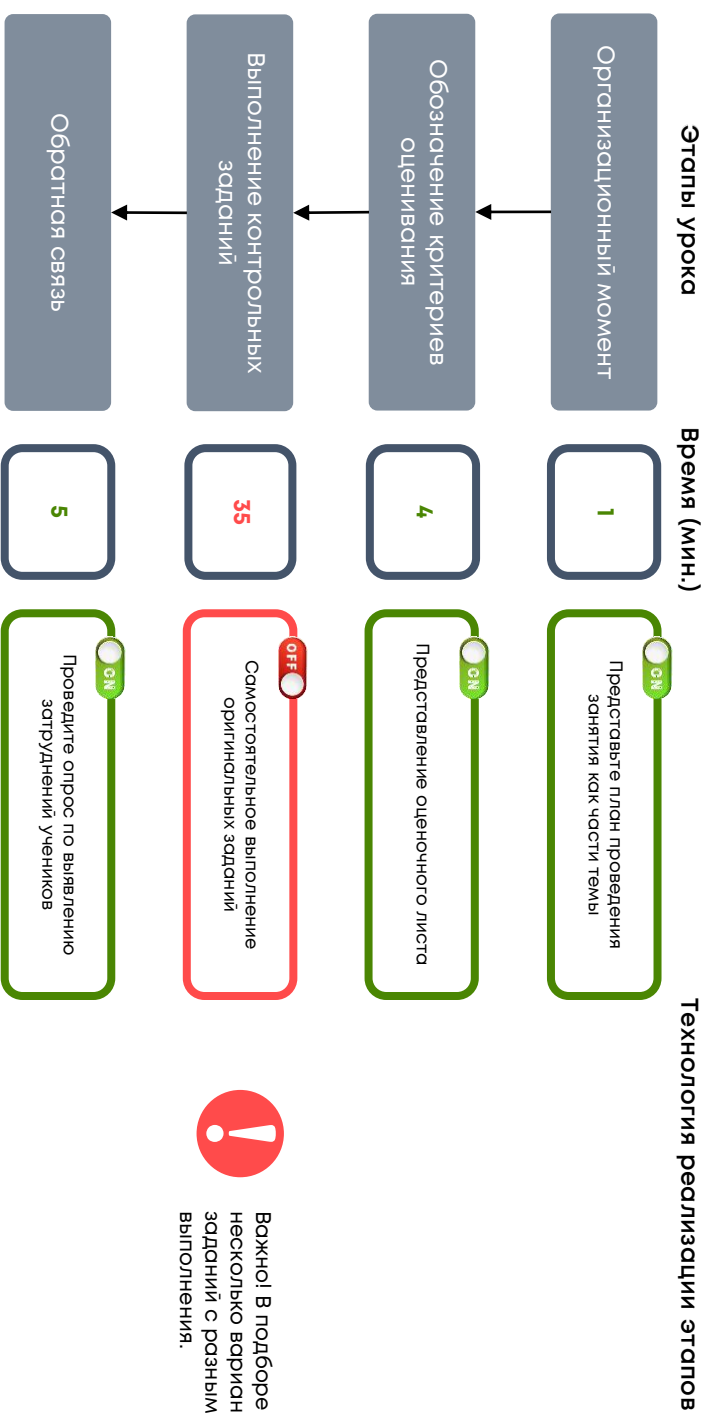 Этапы урока
Время (мин.)
Технология реализации этапов
Организационный момент
1
ON
Представьте план проведения
занятия как части темы
Обозначение критериев
оценивания
4
ON
Представление оценочного листа
Выполнение контрольных
заданий
35
OFF
Самостоятельное выполнение
оригинальных заданий
Важно! В подборе
несколько
заданий с разным
выполнения.
Обратная связь
5
ON
Проведите опрос по выявлению
затруднений учеников